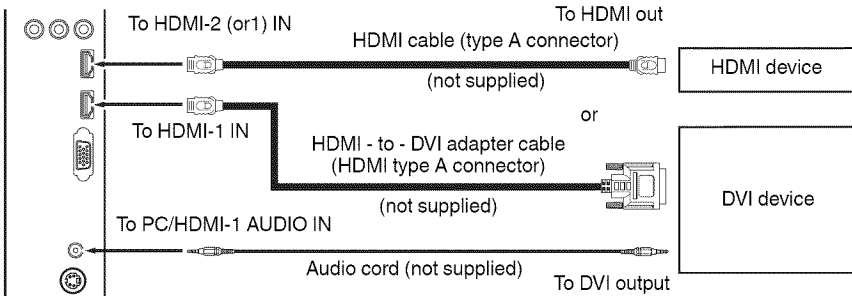 To HDMI out
To HDMI-2 (or1) IN
HDMI cable (type A connector)
HDMI device
(not supplied)
or
To HDMI-1 IN
HDMI - to - DVI adapter cable
(HDMI type A connector)
DVI device
(not supplied)
To PC/HDMI-1 AUDIO IN
Audio cord (not supplied)
To DVI output